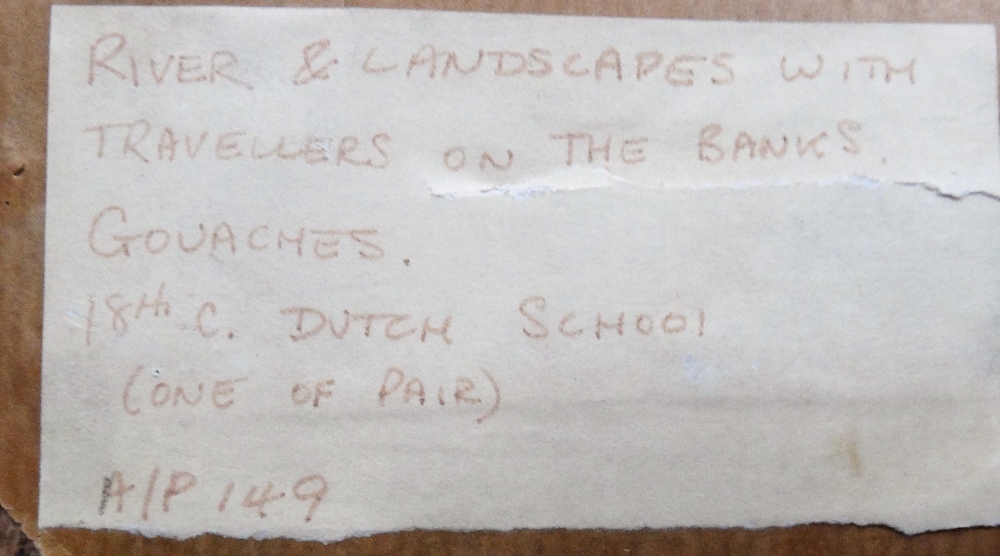 RIVER & LANDSCAPES WITH
TRAVELLERS ON THE BANKS.
GOUACHES.
18TH C. DUTCH SCHOOl
(ONE OF PAIR)
A/P 149